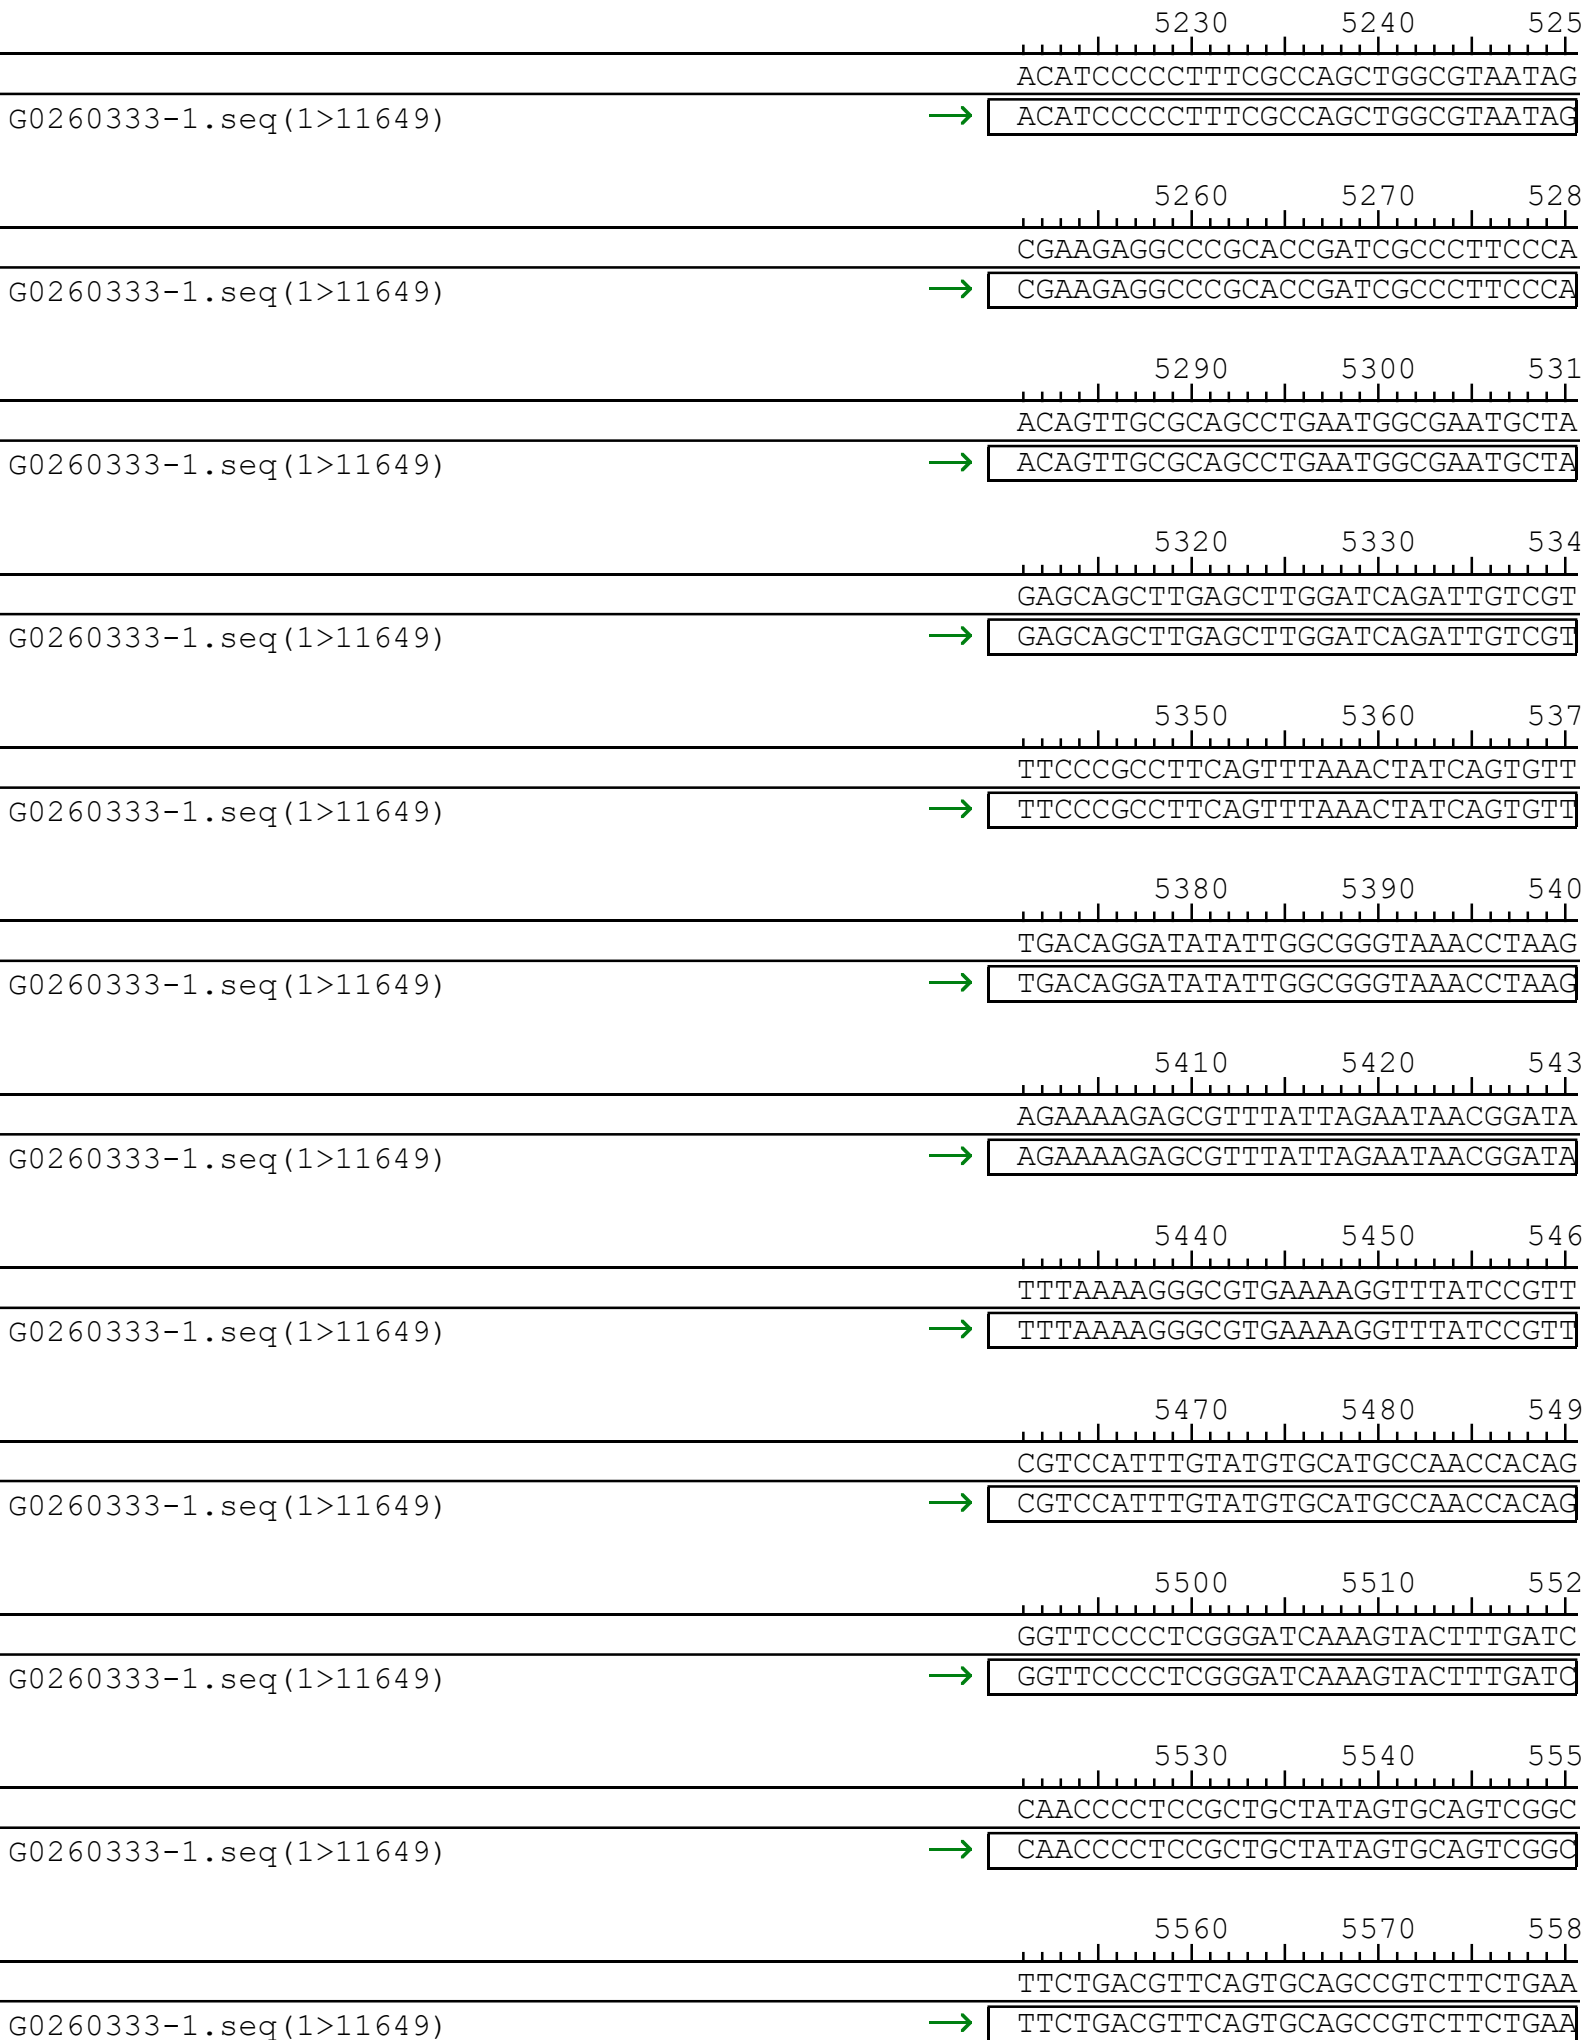 5230 5240 525
ACATCCCCCTTTCGCCAGCTGGCGTAATAG
G0260333-1.seq(1>11649) → ACATCCCCCTTTCGCCAGCTGGCGTAATAG
5260 5270 528
CGAAGAGGCCCGCACCGATCGCCCTTCCCA
G0260333-1.seq(1>11649) → CGAAGAGGCCCGCACCGATCGCCCTTCCCA
5290 5300 531
ACAGTTGCGCAGCCTGAATGGCGAATGCTA
G0260333-1.seq(1>11649) → ACAGTTGCGCAGCCTGAATGGCGAATGCTA
5320 5330 534
GAGCAGCTTGAGCTTGGATCAGATTGTCGT
G0260333-1.seq(1>11649) → GAGCAGCTTGAGCTTGGATCAGATTGTCGT
5350 5360 537
TTCCCGCCTTCAGTTTAAACTATCAGTGTT
G0260333-1.seq(1>11649) → TTCCCGCCTTCAGTTTAAACTATCAGTGTT
5380 5390 540
TGACAGGATATATTGGCGGGTAAACCTAAG
G0260333-1.seq(1>11649) → TGACAGGATATATTGGCGGGTAAACCTAAG
5410 5420 543
AGAAAAGAGCGTTTATTAGAATAACGGATA
G0260333-1.seq(1>11649) → AGAAAAGAGCGTTTATTAGAATAACGGATA
5440 5450 546
TTTAAAAGGGCGTGAAAAGGTTTATCCGTT
G0260333-1.seq(1>11649) → TTTAAAAGGGCGTGAAAAGGTTTATCCGTT
5470 5480 549
CGTCCATTTGTATGTGCATGCCAACCACAG
G0260333-1.seq(1>11649) → CGTCCATTTGTATGTGCATGCCAACCACAG
5500 5510 552
GGTTCCCCTCGGGATCAAAGTACTTTGATC
G0260333-1.seq(1>11649) → GGTTCCCCTCGGGATCAAAGTACTTTGATC
5530 5540 555
CAACCCCTCCGCTGCTATAGTGCAGTCGGC
G0260333-1.seq(1>11649) → CAACCCCTCCGCTGCTATAGTGCAGTCGGC
5560 5570 558
TTCTGACGTTCAGTGCAGCCGTCTTCTGAA
G0260333-1.seq(1>11649) → TTCTGACGTTCAGTGCAGCCGTCTTCTGAA